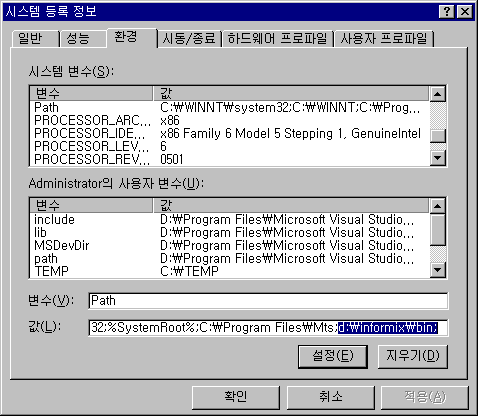 시스템 등록 정보
일반 성능 환경 시동/종료 하드웨어 프로파일 사용자 프로파일
시스템 변수(S):
변수 값
Path C:₩WINNT₩system32;C:₩WINNT;C:₩Prog...
PROCESSOR_ARC... x86
PROCESSOR_IDE... x86 Family 6 Model 5 Stepping 1, GenuineIntel
PROCESSOR_LEV... 6
PROCESSOR_REV... 0501
Administrator의 사용자 변수(U):
변수 값
include D:₩Program Files₩Microsoft Visual Studio...
lib D:₩Program Files₩Microsoft Visual Studio...
MSDevDir D:₩Program Files₩Microsoft Visual Studio...
path D:₩Program Files₩Microsoft Visual Studio...
TEMP C:₩TEMP
변수(V): Path
값(L): 32;%SystemRoot%;C:₩Program Files₩Mts;d:₩informix₩bin;
설정(E) 지우기(D)
확인 취소 적용(A)